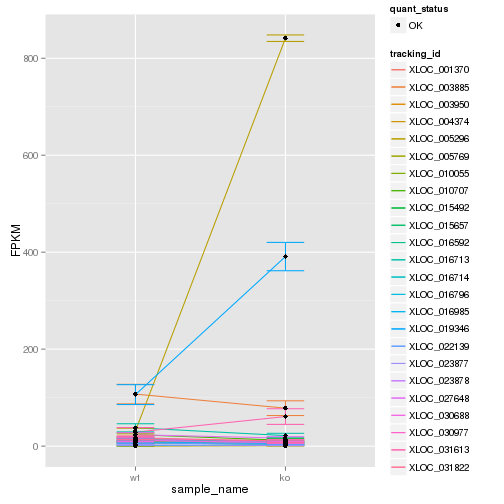 quant_status
OK
tracking_id
XLOC_001370
XLOC_003885
XLOC_003950
XLOC_004374
XLOC_005296
XLOC_005769
XLOC_010055
XLOC_010707
XLOC_015492
XLOC_015657
XLOC_016592
XLOC_016713
XLOC_016714
XLOC_016796
XLOC_016985
XLOC_019346
XLOC_022139
XLOC_023877
XLOC_023878
XLOC_027648
XLOC_030688
XLOC_030977
XLOC_031613
XLOC_031822
FPKM
800
600
400
200
0
wt
ko
sample_name